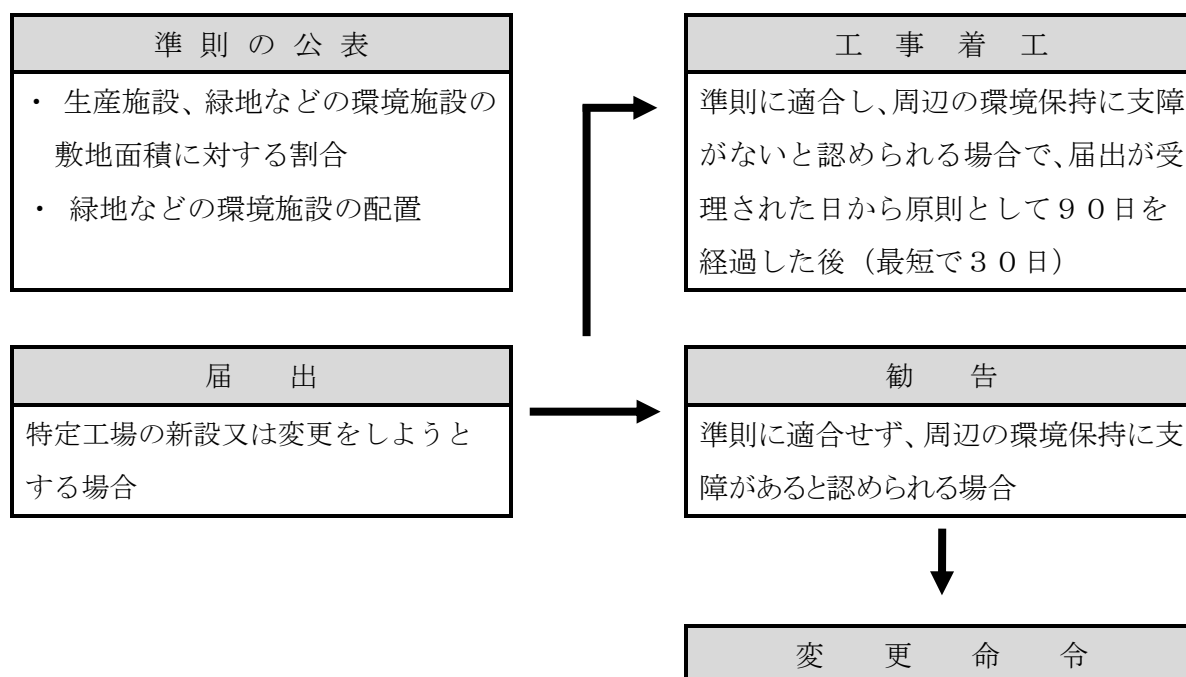 準則の公表
・ 生産施設、緑地などの環境施設の
敷地面積に対する割合
・ 緑地などの環境施設の配置
工事着工
準則に適合し、周辺の環境保持に支障
がないと認められる場合で、届出が受
理された日から原則として９０日を
経過した後（最短で３０日）
届出
特定工場の新設又は変更をしようと
する場合
勧告
準則に適合せず、周辺の環境保持に支
障があると認められる場合
変更命令